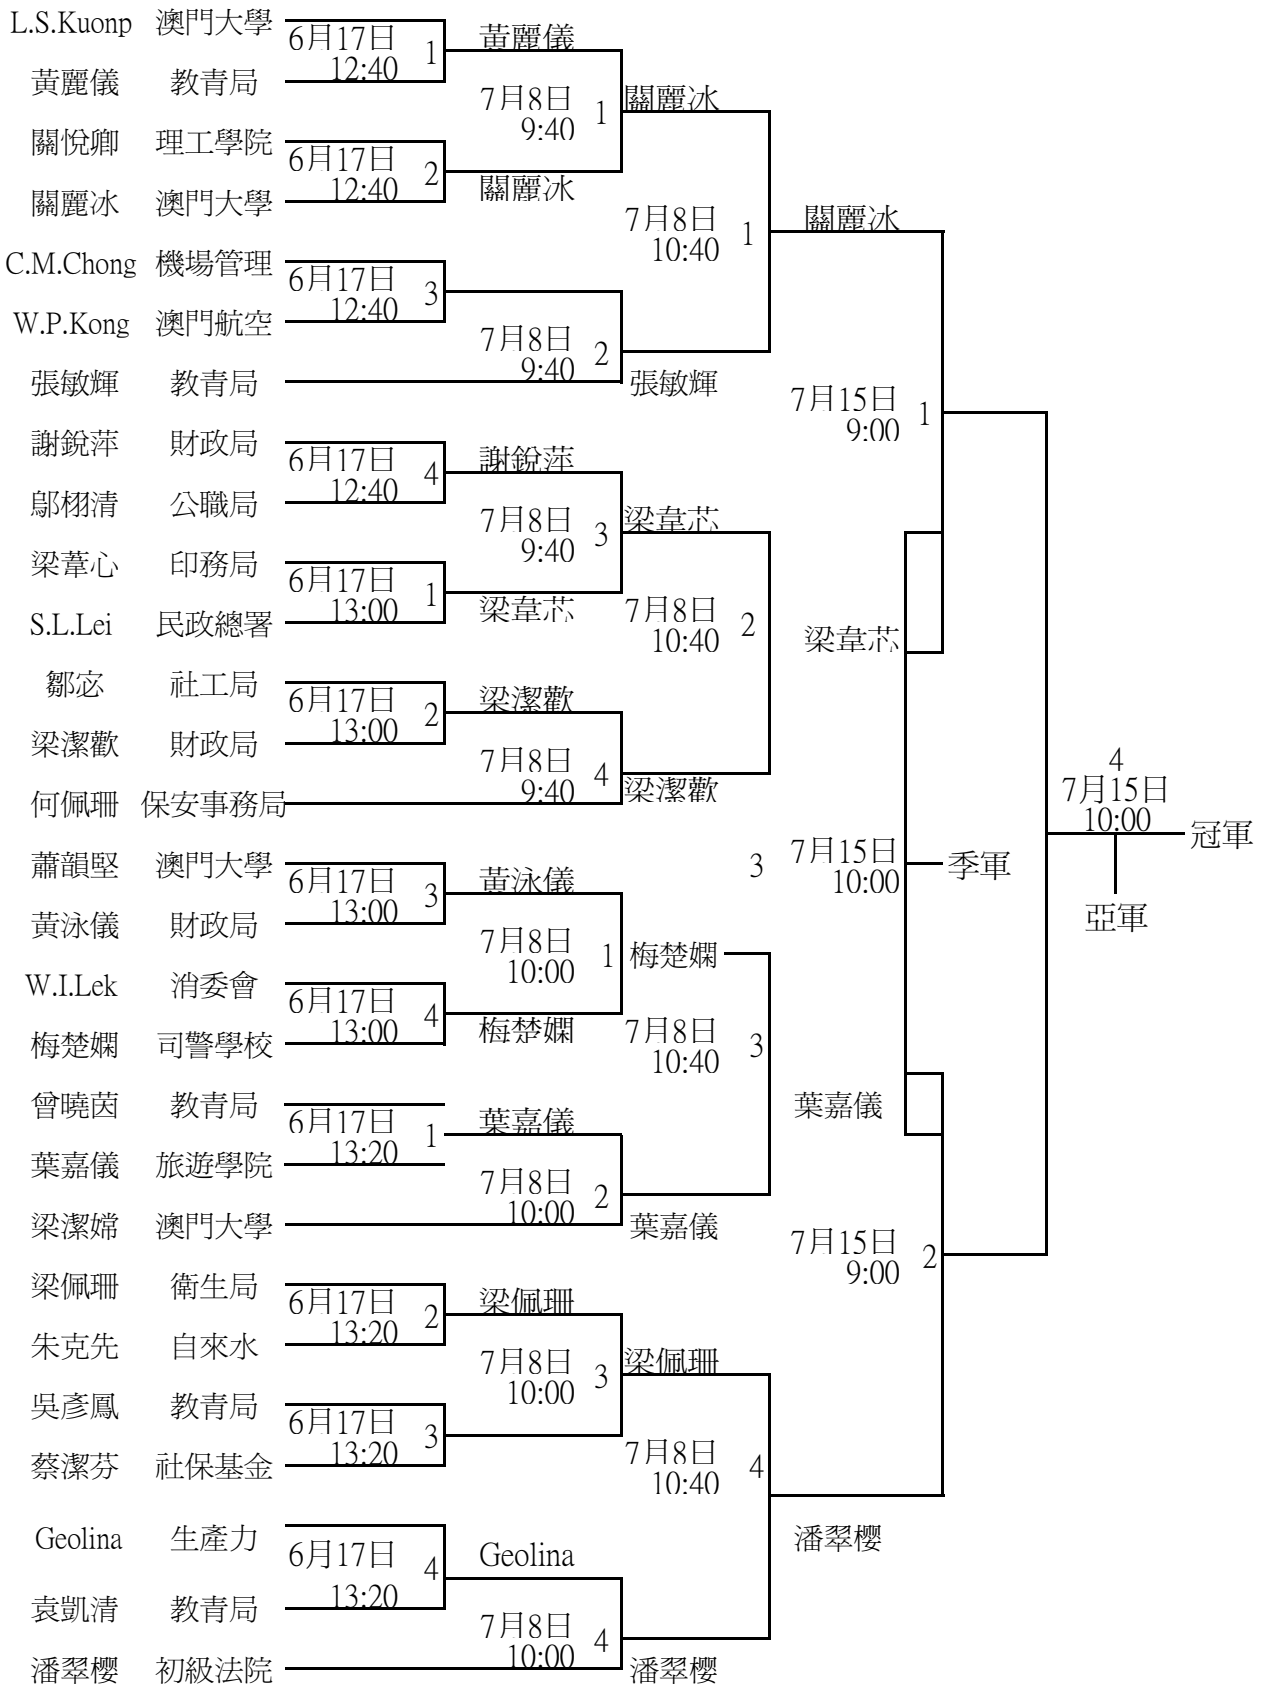 L.S.Kuonp 澳門大學
6月17日 1 黃麗儀
12:40
黃麗儀 教青局
7月8日 1 關麗冰
9:40
關悅卿 理工學院
6月17日 2
12:40 關麗冰
關麗冰 澳門大學
7月8日 1 關麗冰
10:40
C.M.Chong 機場管理
6月17日 3
12:40
W.P.Kong 澳門航空
7月8日 2
9:40
張敏輝 教青局 張敏輝
7月15日 1
9:00
謝銳萍 財政局
6月17日 4 謝銳萍
12:40
鄔栩清 公職局
7月8日 3 梁韋芯
9:40
梁葦心 印務局
6月17日 1
13:00 梁韋芯
S.L.Lei 民政總署
7月8日 2 梁韋芯
10:40
鄒宓 社工局
6月17日 2 梁潔歡
13:00
梁潔歡 財政局
7月8日 4
9:40 梁潔歡
何佩珊 保安事務局
4
7月15日
10:00 冠軍
3 7月15日 季軍
10:00
亞軍
蕭韻堅 澳門大學
6月17日 3 黃泳儀
13:00
黃泳儀 財政局
7月8日 1 梅楚嫻
10:00
W.I.Lek 消委會
6月17日 4
13:00 梅楚嫻
梅楚嫻 司警學校
7月8日 3
10:40
曾曉茵 教青局 葉嘉儀
6月17日 1 葉嘉儀
13:20
葉嘉儀 旅遊學院
7月8日 2
10:00
梁潔嫦 澳門大學 葉嘉儀
7月15日 2
9:00
梁佩珊 衛生局
6月17日 2 梁佩珊
13:20
朱克先 自來水
7月8日 3 梁佩珊
10:00
吳彥鳳 教青局
6月17日 3
13:20
蔡潔芬 社保基金
7月8日 4
10:40
Geolina 生產力 潘翠櫻
6月17日 4 Geolina
13:20
袁凱清 教青局
7月8日 4
10:00
潘翠櫻 初級法院 潘翠櫻